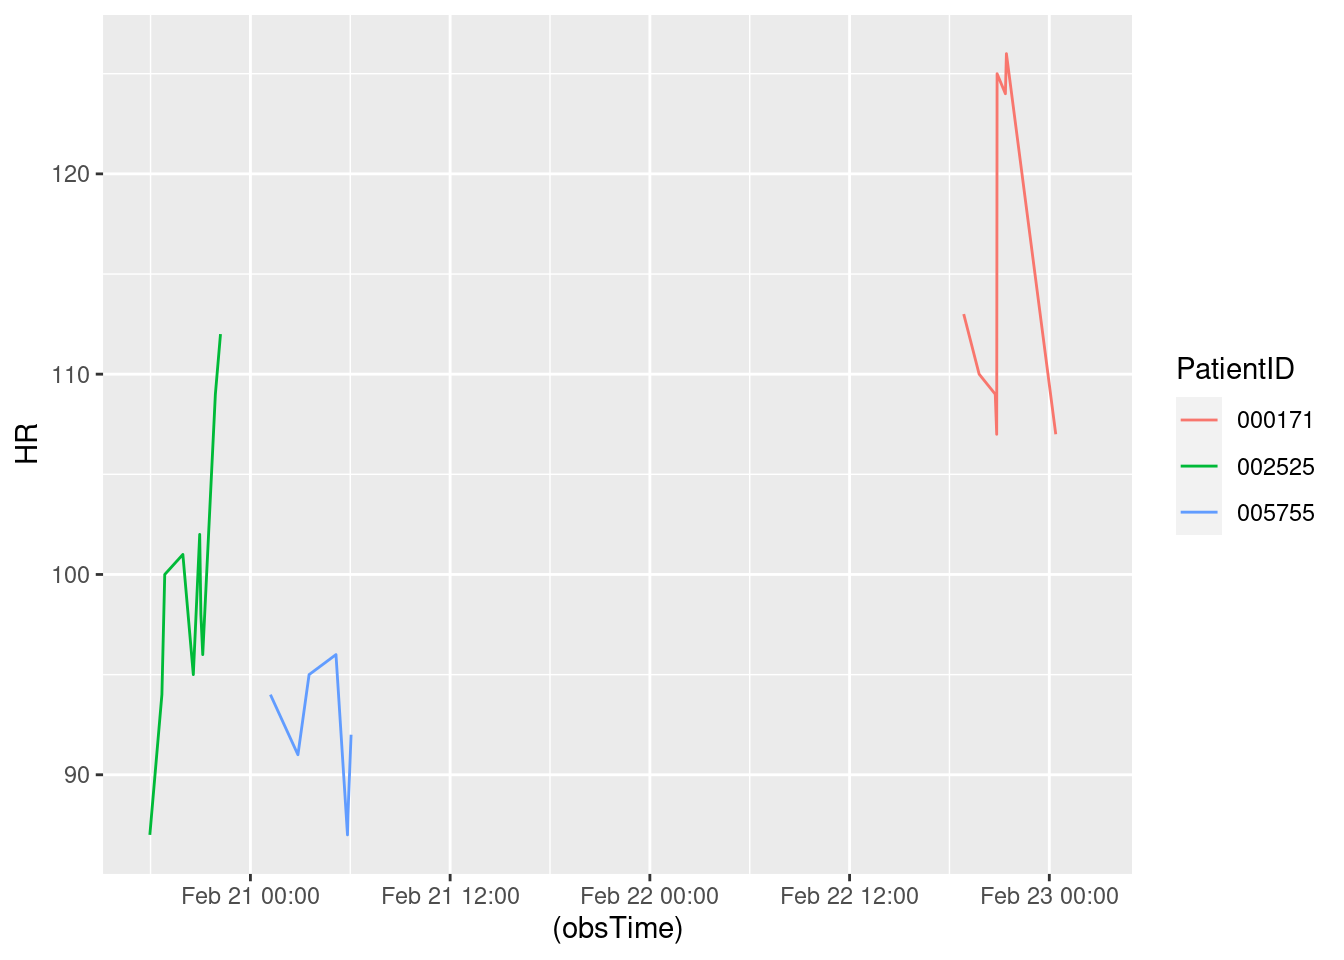 120
110
100
90
HR
Feb 21 00:00
Feb 21 12:00
Feb 22 00:00
Feb 22 12:00
Feb 23 00:00
(obsTime)
PatientID
000171
002525
005755